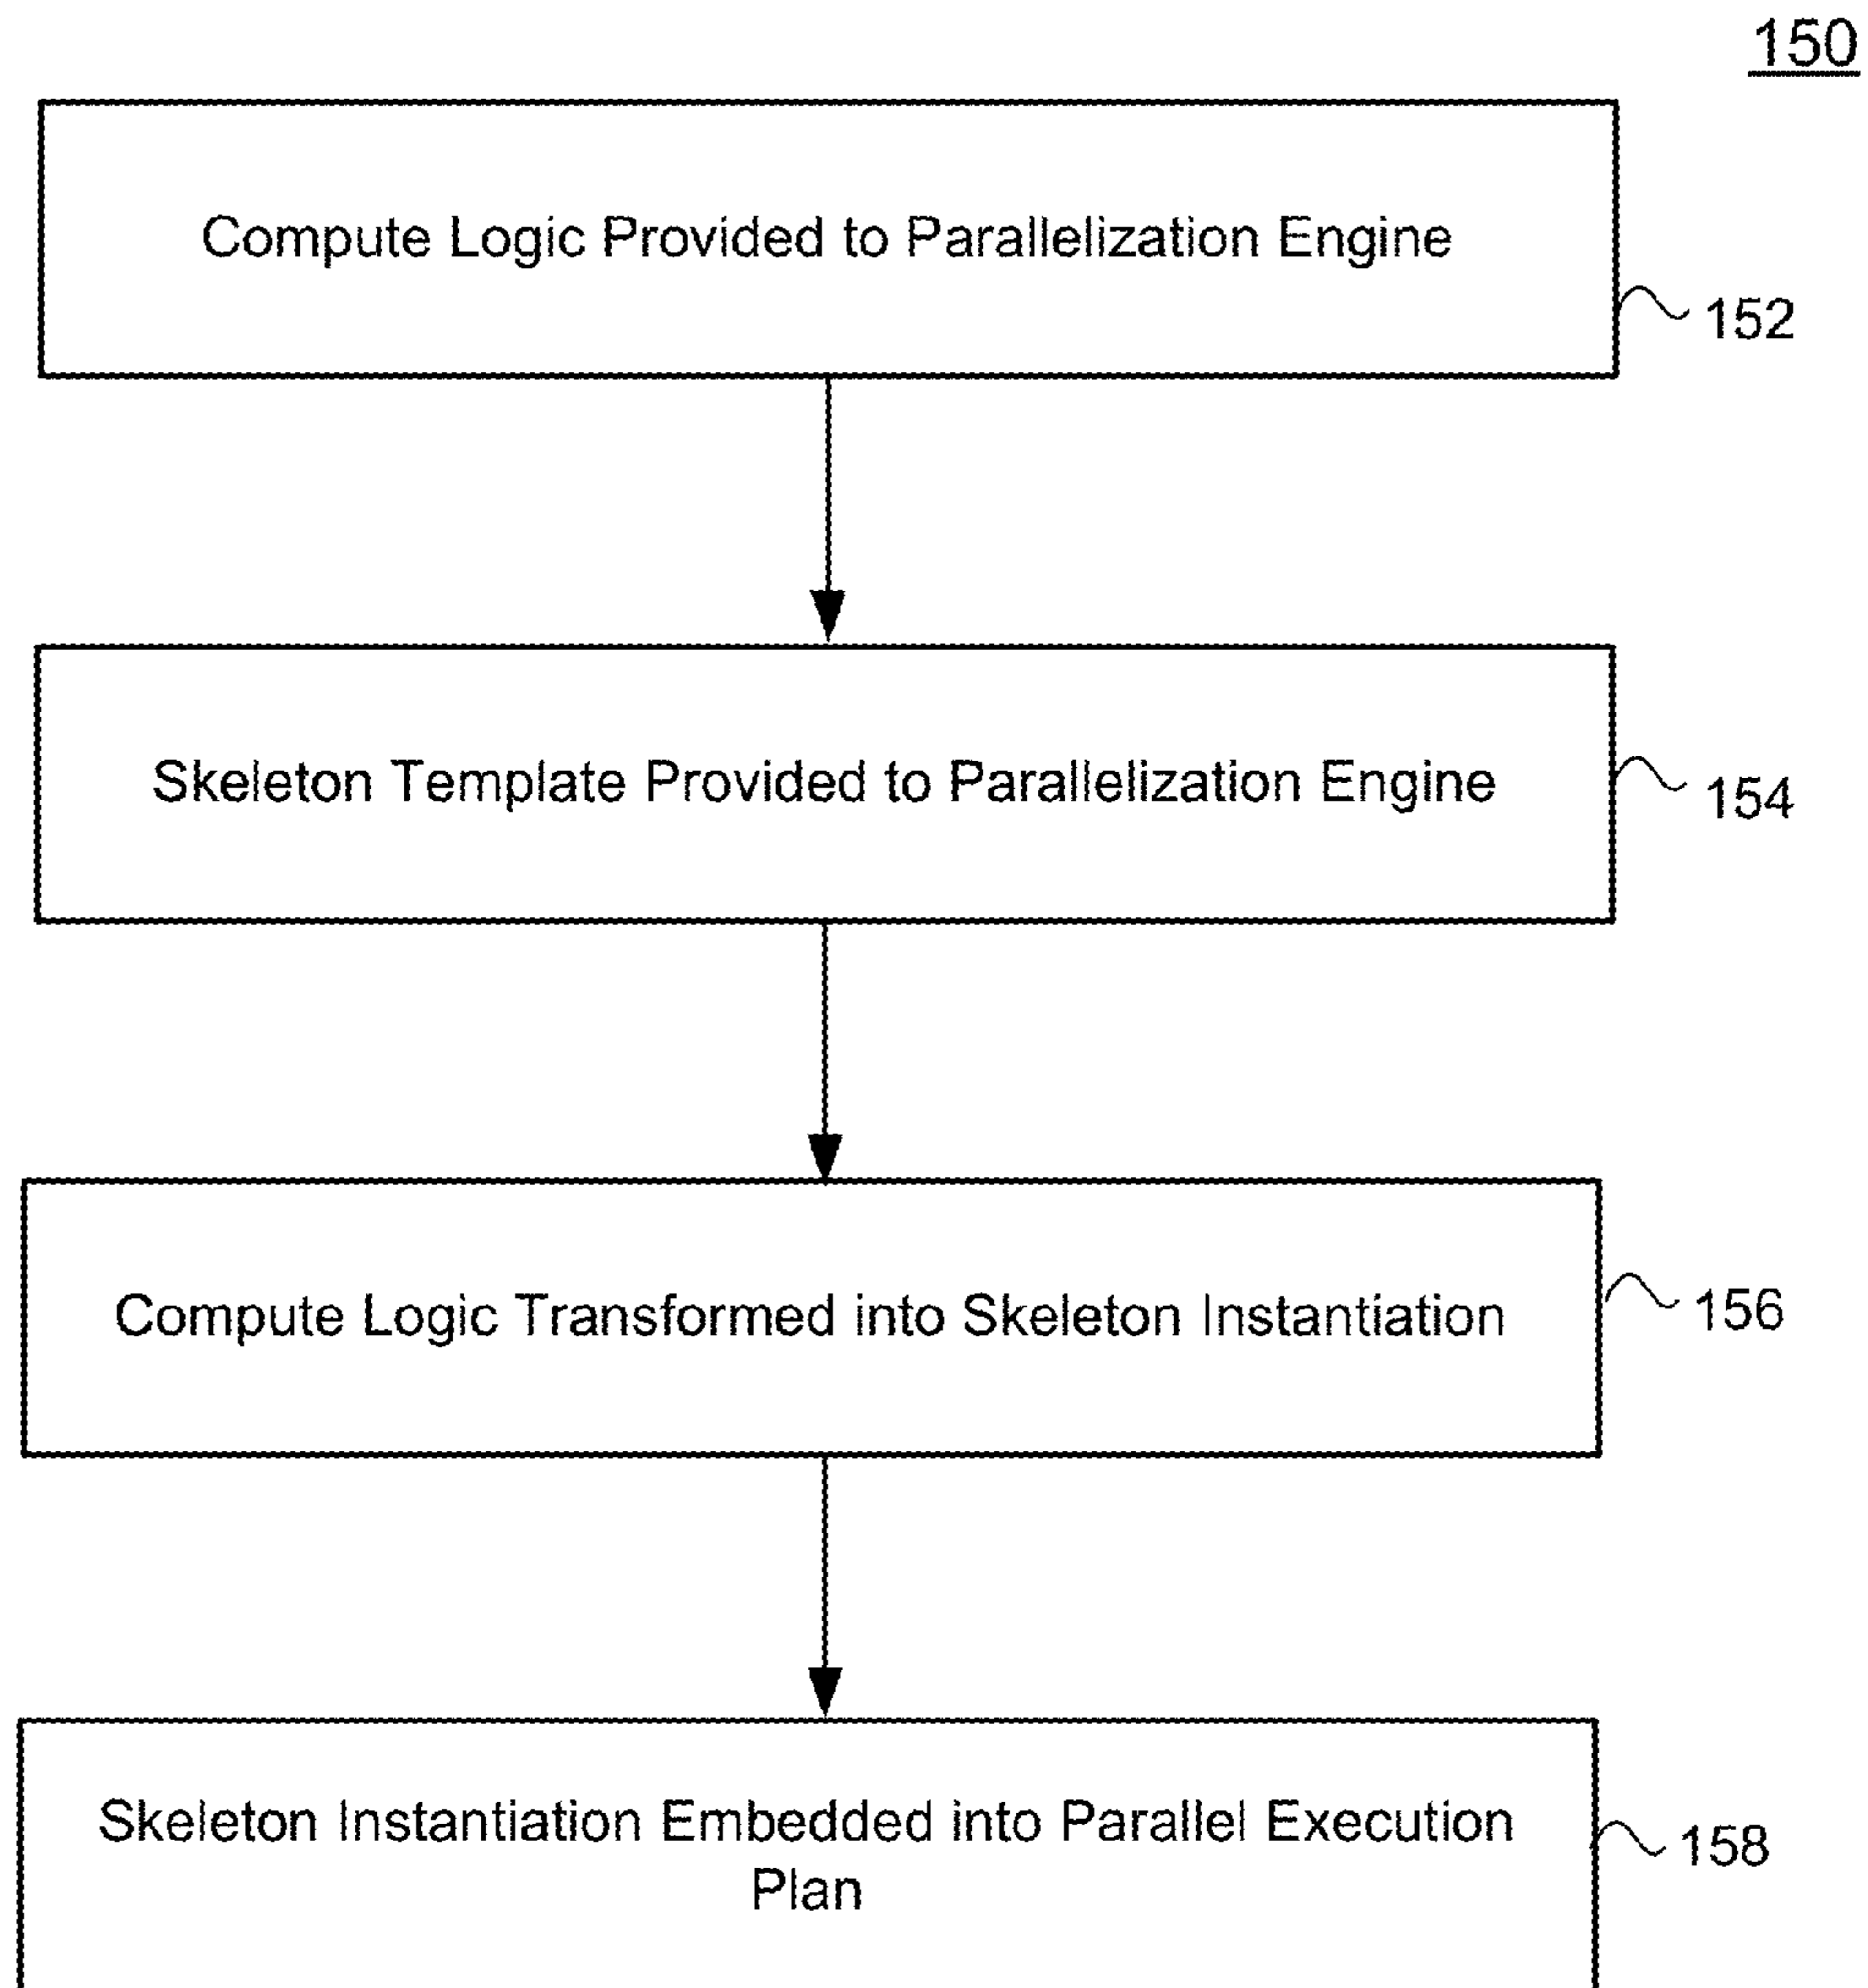 150
Compute Logic Provided to Parallelization Engine
152
Skeleton Template Provided to Parallelization Engine
154
Compute Logic Transformed into Skeleton Instantiation
156
Skeleton Instantiation Embedded into Parallel Execution
Plan
158